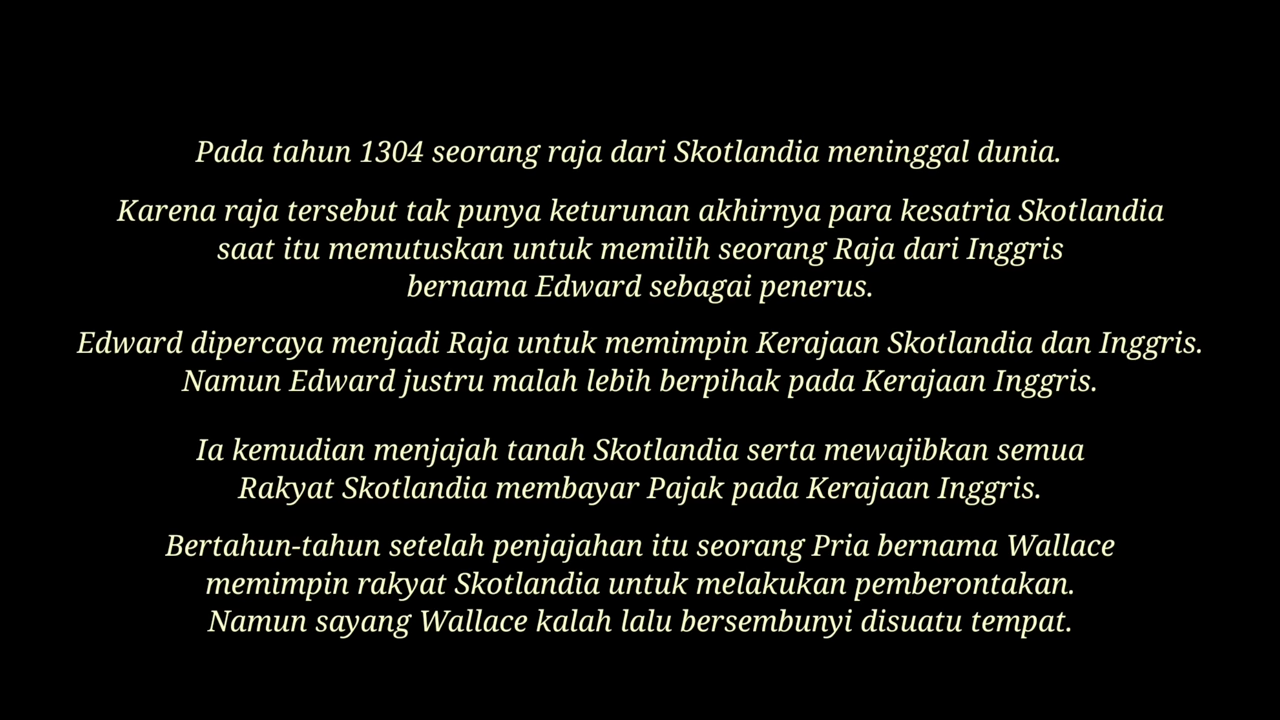 Pada tahun 1304 seorang raja dari Skotlandia meninggal dunia.
Karena raja tersebut tak punya keturunan akhirnya para kesatria Skotlandia
saat itu memutuskan untuk memilih seorang Raja dari Inggris
bernama Edward sebagai penerus.
Edward dipercaya menjadi Raja untuk memimpin Kerajaan Skotlandia dan Inggris.
Namun Edward justru malah lebih berpihak pada Kerajaan Inggris.
Ia kemudian menjajah tanah Skotlandia serta mewajibkan semua
Rakyat Skotlandia membayar Pajak pada Kerajaan Inggris.
Bertahun-tahun setelah penjajahan itu seorang Pria bernama Wallace
memimpin rakyat Skotlandia untuk melakukan pemberontakan.
Namun sayang Wallace kalah lalu bersembunyi disuatu tempat.